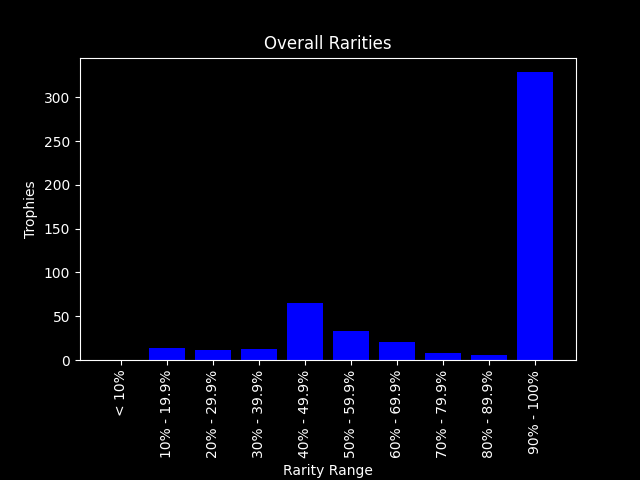 Overall Rarities
Trophies
300
250
200
150
100
50
0
< 10%
10% - 19.9%
20% - 29.9%
30% - 39.9%
40% - 49.9%
50% - 59.9%
60% - 69.9%
70% - 79.9%
80% - 89.9%
90% - 100%
Rarity Range